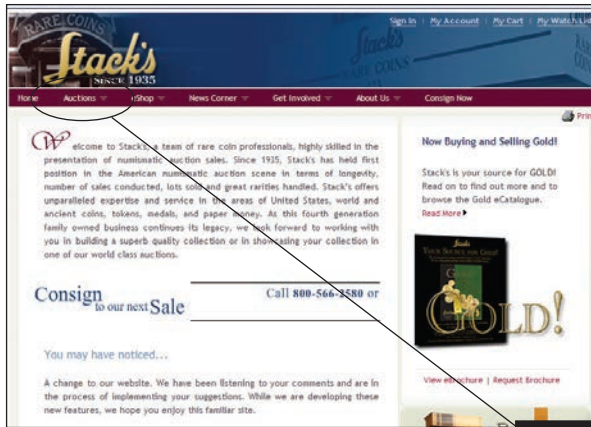 RARE COINS
Stack's
SINCE 1935
Sign In | My Account | My Cart | My Watch List
Stack's
RARE COINS
COINS
Home Auctions eShop News Corner Get Involved About Us Consign Now
Print
Welcome to Stack's, a team of rare coin professionals, highly skilled in the
presentation of numismatic auction sales. Since 1935, Stack's has held first
position in the American numismatic auction scene in terms of longevity,
number of sales conducted, lots sold and great rarities handled. Stack's offers
unparalleled expertise and service in the areas of United States, world and
ancient coins, tokens, medals, and paper money. As this fourth generation
family owned business continues its legacy, we look forward to working with
you in building a superb quality collection or in showcasing your collection in
one of our world class auctions.
Consign
to our next Sale
Call 800-566-2580 or
You may have noticed...
A change to our website. We have been listening to your comments and are in
the process of implementing your suggestions. While we are developing these
new features, we hope you enjoy this familiar site.
Now Buying and Selling Gold!
Stack's is your source for GOLD!
Read on to find out more and to
browse the Gold eCatalogue.
Read More
Stack's
YOUR SOURCE FOR GOLD!
GOLD
GOLD!
View eBrochure | Request Brochure